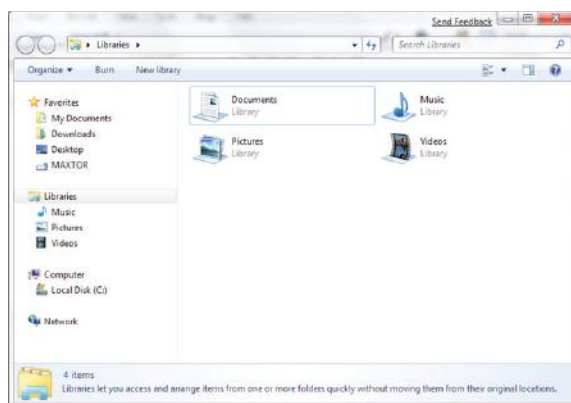 Send Feedback
Libraries
Search Libraries
Organize Burn New library
Favorites
My Documents
Downloads
Desktop
MAXTOR
Libraries
Music
Pictures
Videos
Computer
Local Disk (C:)
Network
Documents
Library
Music
Library
Pictures
Library
Videos
Library
4 items
Libraries let you access and arrange items from one or more folders quickly without moving them from their original locations.